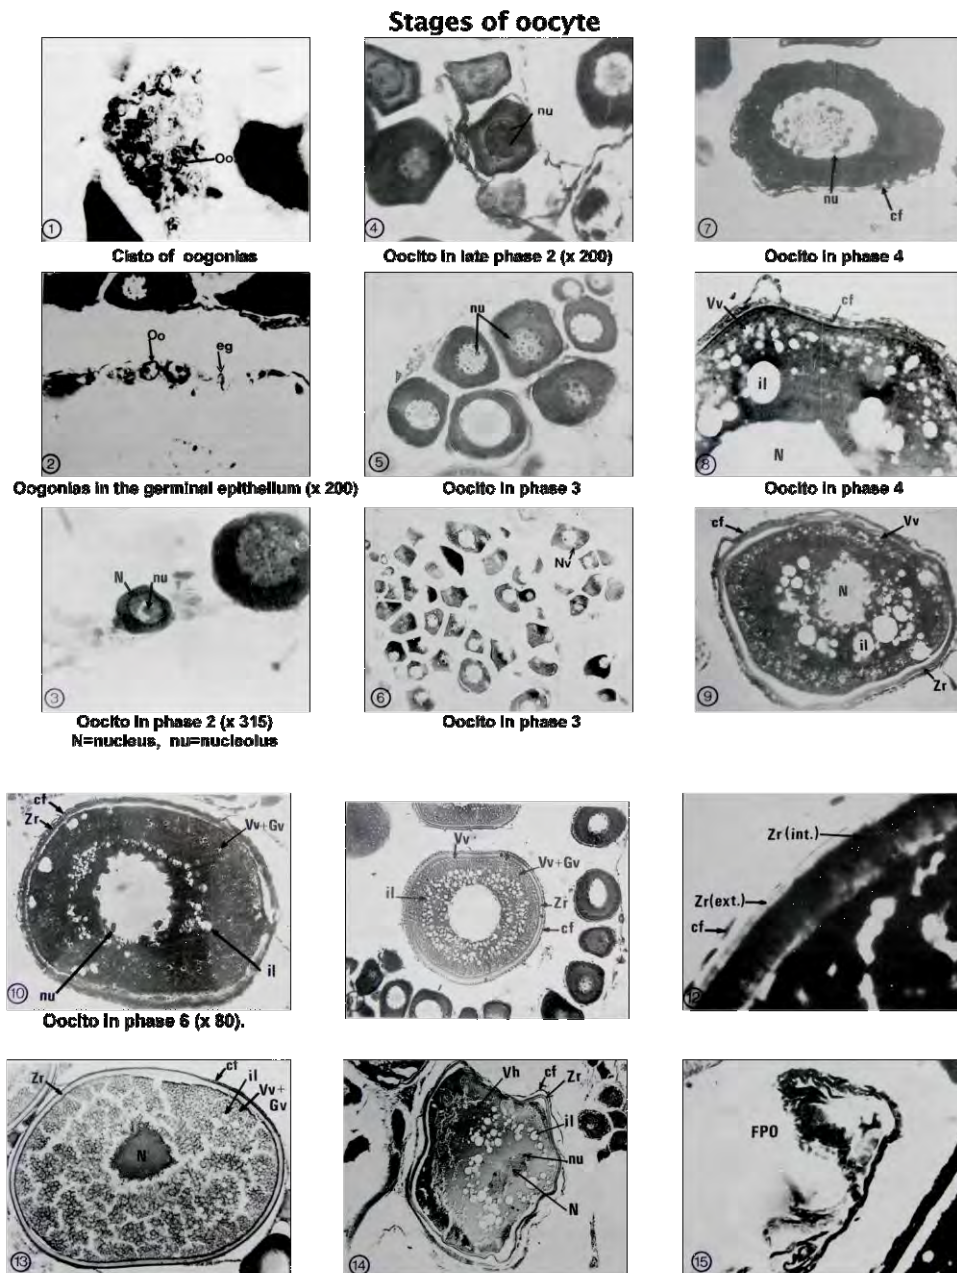 Stages of oocyte
Oo
1
Cisto of oogonias
nu
4
Oocito in late phase 2 (x 200)
nu
cf
7
Oocito in phase 4
Oo
eg
2
Oogonias in the germinal epithelium (x 200)
nu
5
Oocito in phase 3
Vv
cf
il
N
8
Oocito in phase 4
N
nu
3
Oocito in phase 2 (x 315)
N=nucleus, nu=nucleolus
Nv
6
Oocito in phase 3
cf
Vv
N
il
Zr
9
cf
Zr
Vv+Gv
il
nu
10
Oocito in phase 6 (x 80).
Vv
Vv+Gv
il
Zr
cf
Zr (int.)
Zr(ext.)
cf
12
Zr
cf
il
Vv+
Gv
N
13
Vh
cf
Zr
il
nu
N
14
FPO
15